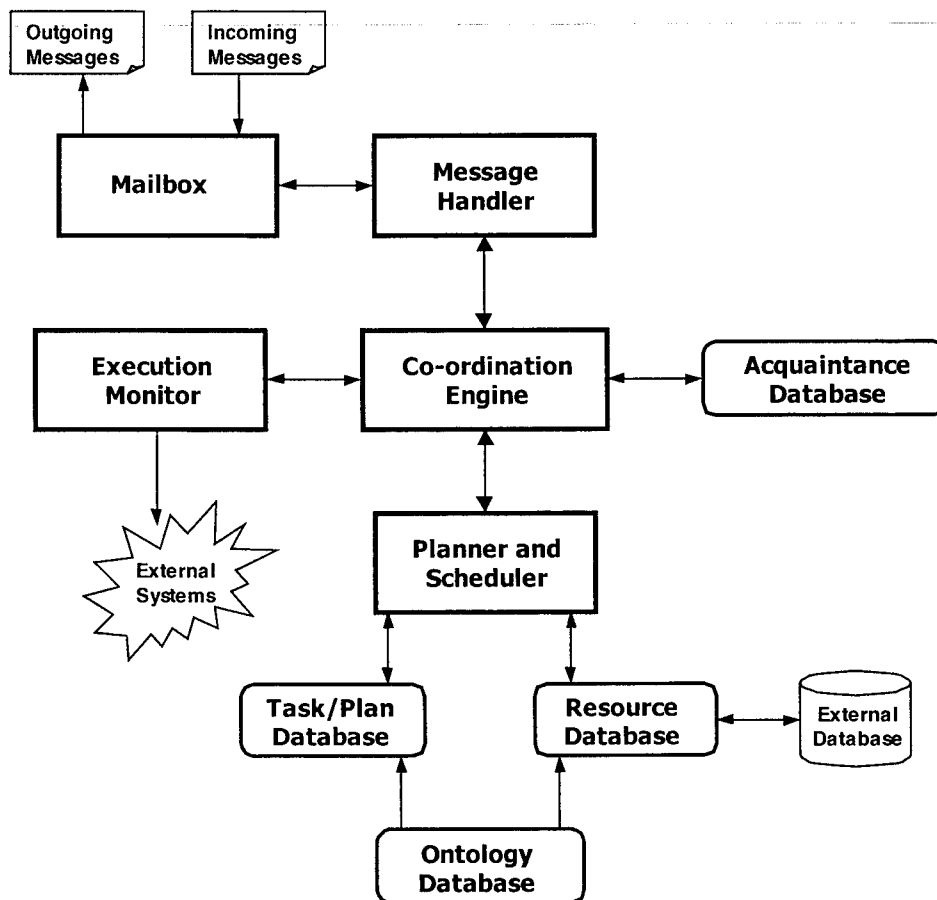 Outgoing
Messages
Incoming
Messages
Mailbox
Message
Handler
Execution
Monitor
Co-ordination
Engine
Acquaintance
Database
External
Systems
Planner and
Scheduler
Task/Plan
Database
Resource
Database
External
Database
Ontology
Database